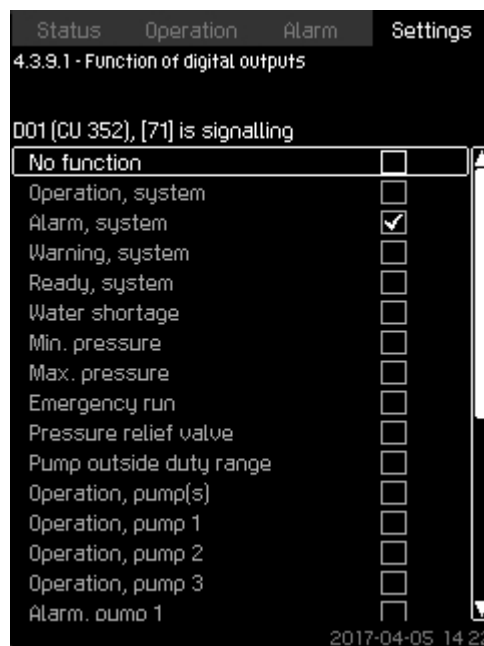 Status Operation Alarm Settings
4.3.9.1 - Function of digital outputs
DO1 (CU 352), [71] is signalling
No function
Operation, system
Alarm, system
Warning, system
Ready, system
Water shortage
Min. pressure
Max. pressure
Emergency run
Pressure relief valve
Pump outside duty range
Operation, pump(s)
Operation, pump 1
Operation, pump 2
Operation, pump 3
Alarm, pump 1
2017-04-05 14:22